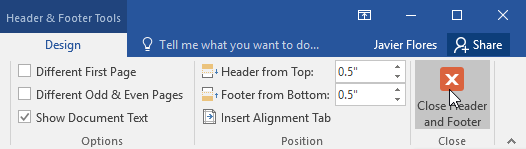 Header & Footer Tools
Design
Tell me what you want to do...
Javier Flores
Share
Different First Page
Different Odd & Even Pages
Show Document Text
Options
Header from Top: 0.5"
Footer from Bottom: 0.5"
Insert Alignment Tab
Position
Close Header
and Footer
Close